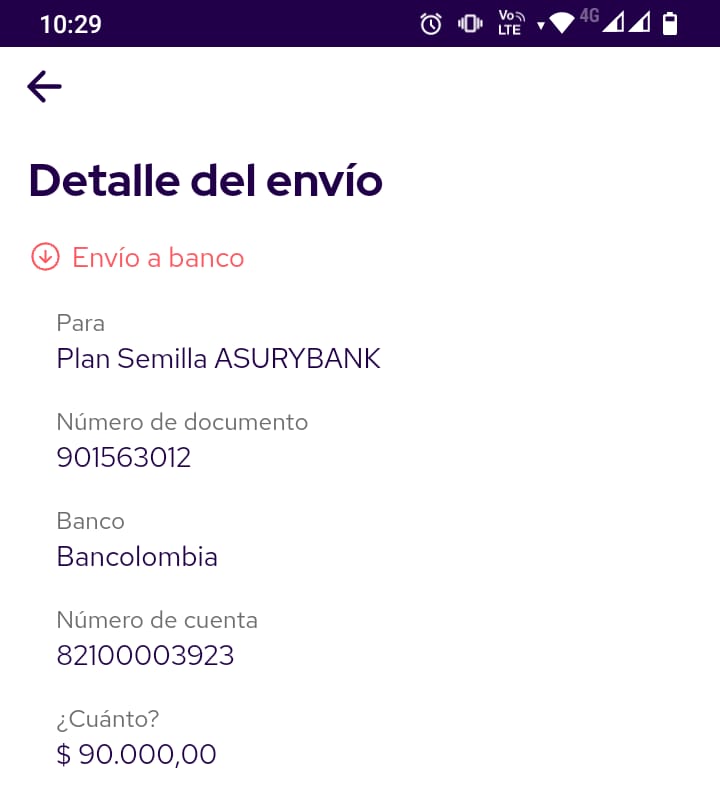 10:29
Vo LTE 4G
Detalle del envío
Envío a banco
Para
Plan Semilla ASURYBANK
Número de documento
901563012
Banco
Bancolombia
Número de cuenta
82100003923
¿Cuánto?
$ 90.000,00